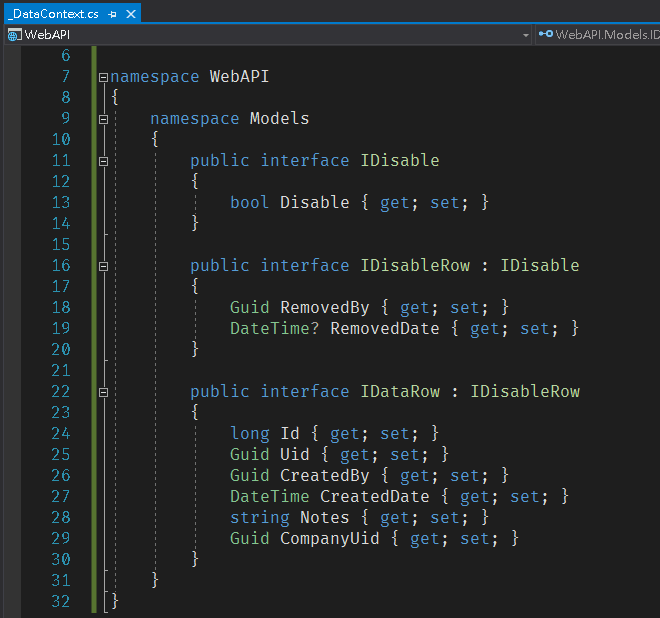 _DataContext.cs
WebAPI
WebAPI.Models.ID
6
7 namespace WebAPI
8 {
9 namespace Models
10 {
11 public interface IDisable
12 {
13 bool Disable { get; set; }
14 }
15
16 public interface IDisableRow : IDisable
17 {
18 Guid RemovedBy { get; set; }
19 DateTime? RemovedDate { get; set; }
20 }
21
22 public interface IDataRow : IDisableRow
23 {
24 long Id { get; set; }
25 Guid Uid { get; set; }
26 Guid CreatedBy { get; set; }
27 DateTime CreatedDate { get; set; }
28 string Notes { get; set; }
29 Guid CompanyUid { get; set; }
30 }
31 }
32 }